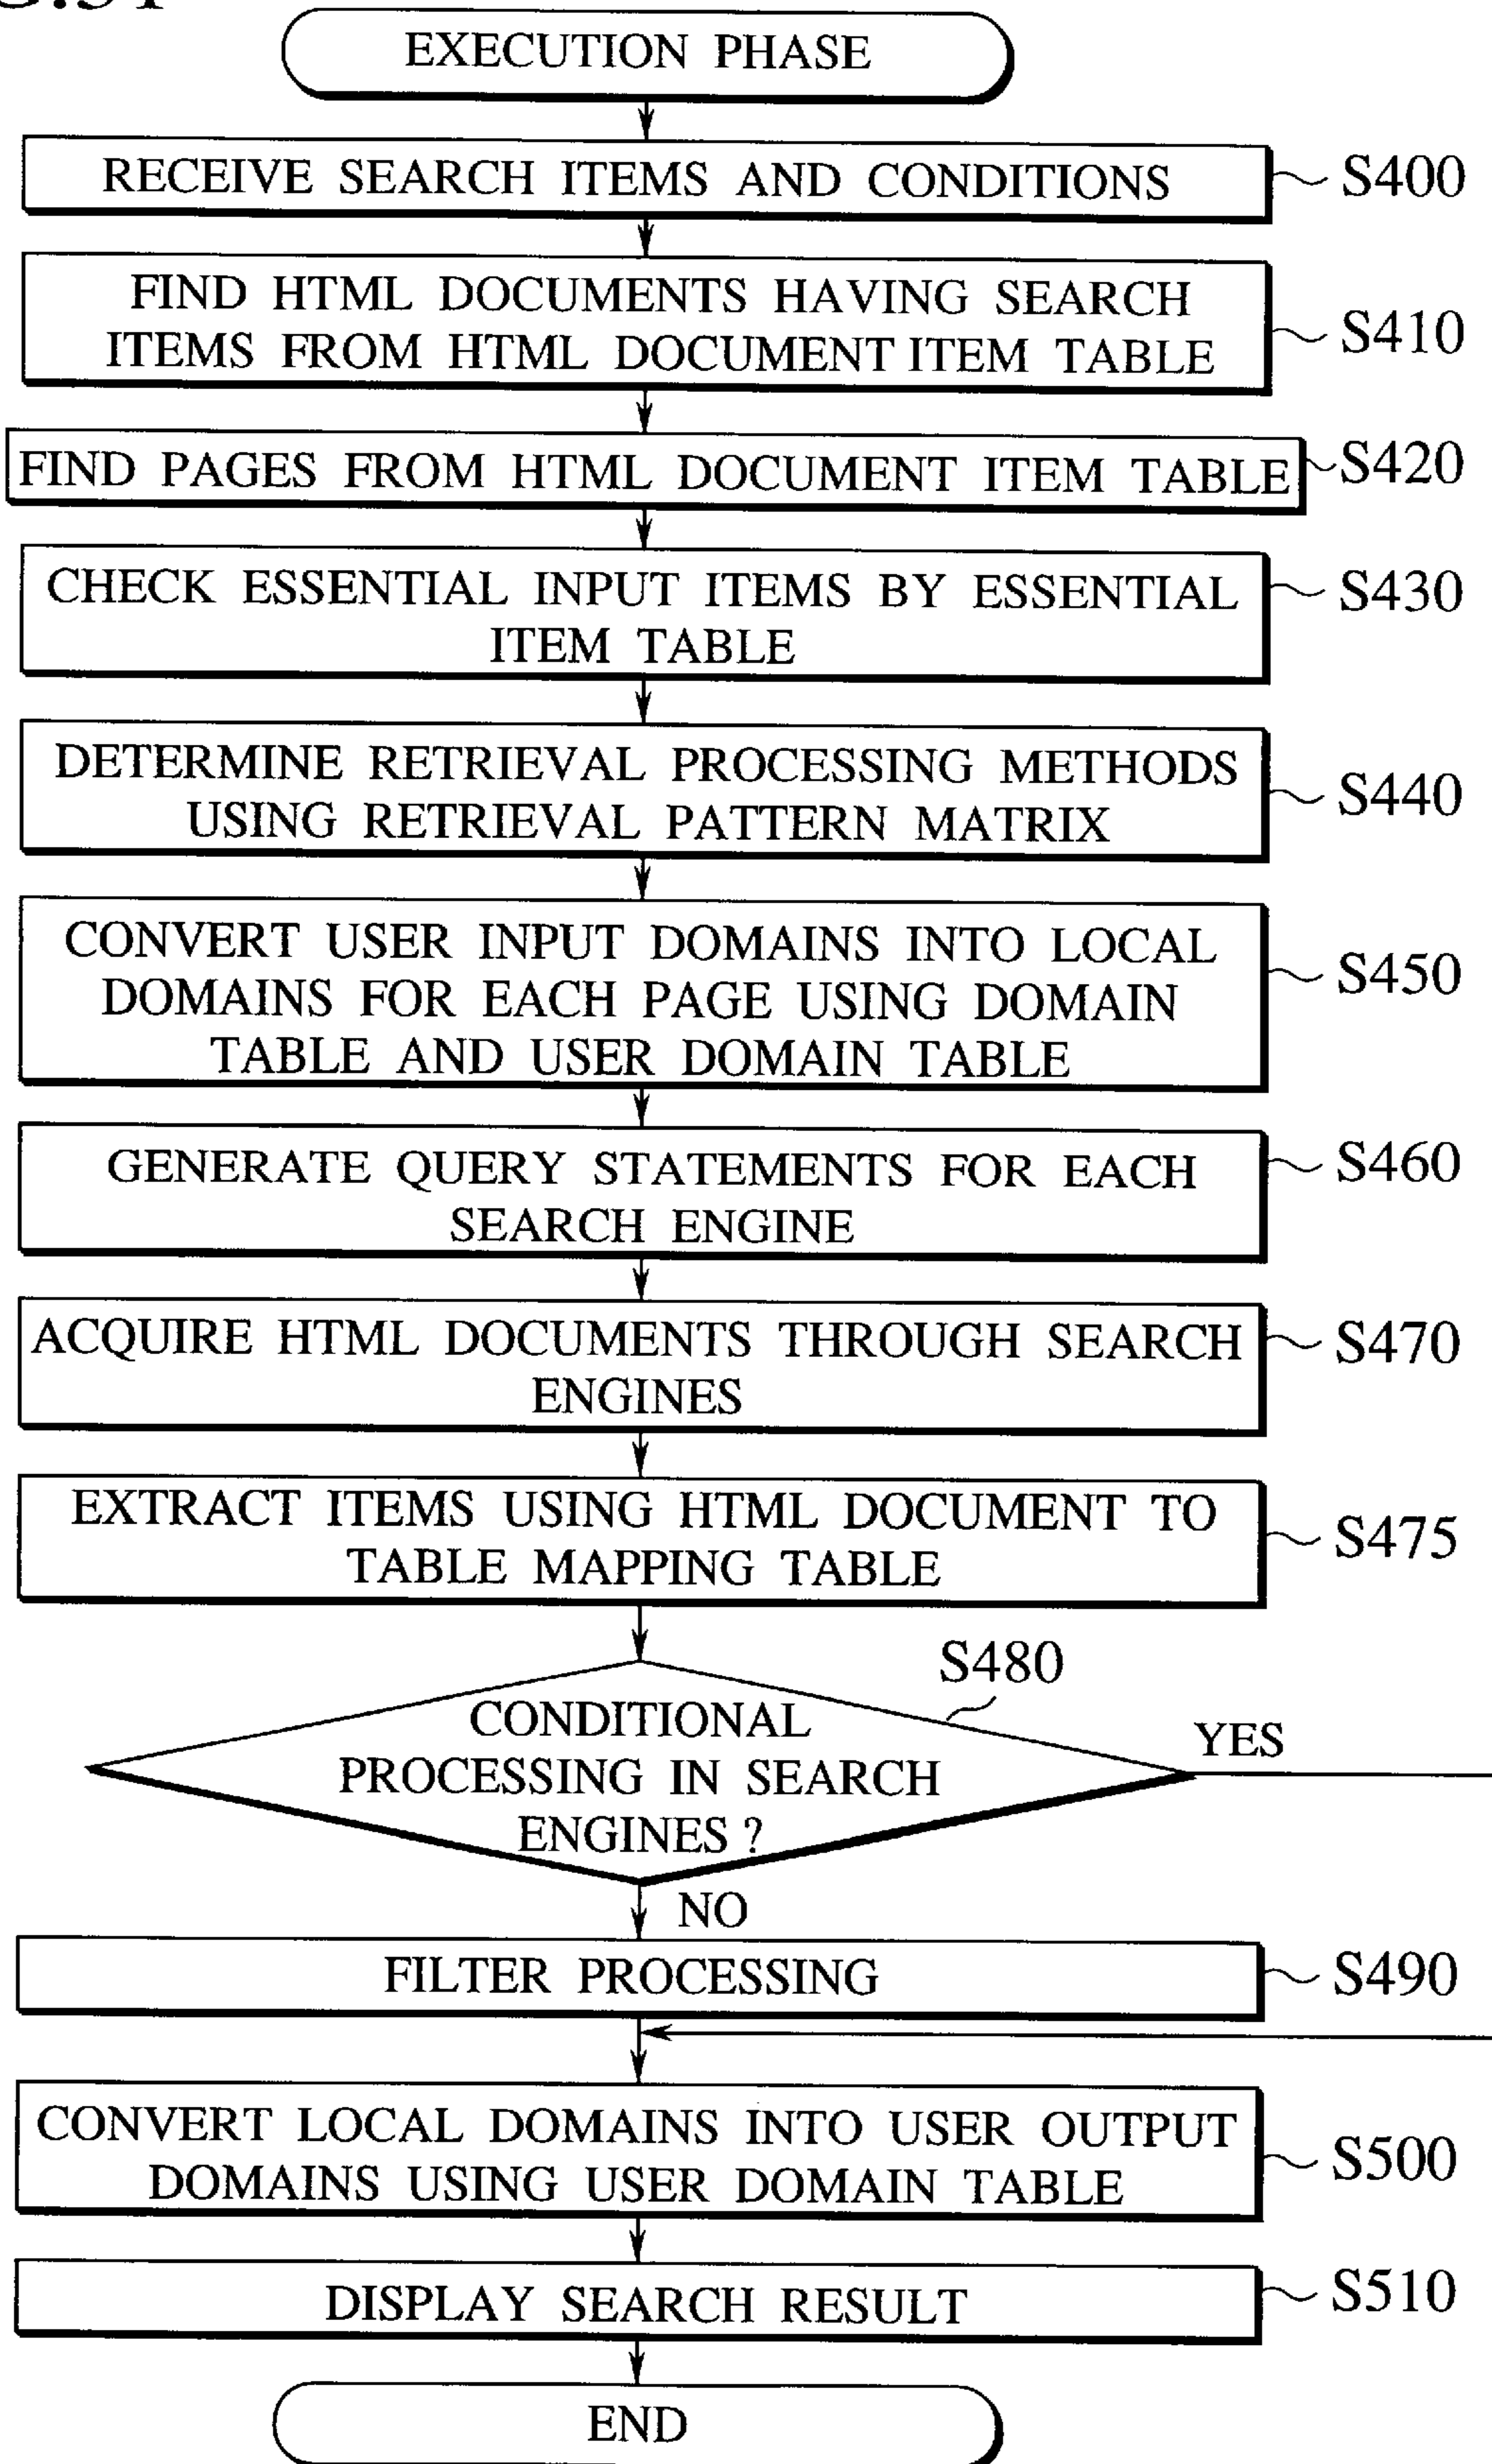 EXECUTION PHASE
RECEIVE SEARCH ITEMS AND CONDITIONS
S400
FIND HTML DOCUMENTS HAVING SEARCH
ITEMS FROM HTML DOCUMENT ITEM TABLE
S410
FIND PAGES FROM HTML DOCUMENT ITEM TABLE
S420
CHECK ESSENTIAL INPUT ITEMS BY ESSENTIAL
ITEM TABLE
S430
DETERMINE RETRIEVAL PROCESSING METHODS
USING RETRIEVAL PATTERN MATRIX
S440
CONVERT USER INPUT DOMAINS INTO LOCAL
DOMAINS FOR EACH PAGE USING DOMAIN
TABLE AND USER DOMAIN TABLE
S450
GENERATE QUERY STATEMENTS FOR EACH
SEARCH ENGINE
S460
ACQUIRE HTML DOCUMENTS THROUGH SEARCH
ENGINES
S470
EXTRACT ITEMS USING HTML DOCUMENT TO
TABLE MAPPING TABLE
S475
S480
CONDITIONAL
PROCESSING IN SEARCH
ENGINES ?
YES
NO
FILTER PROCESSING
S490
CONVERT LOCAL DOMAINS INTO USER OUTPUT
DOMAINS USING USER DOMAIN TABLE
S500
DISPLAY SEARCH RESULT
S510
END